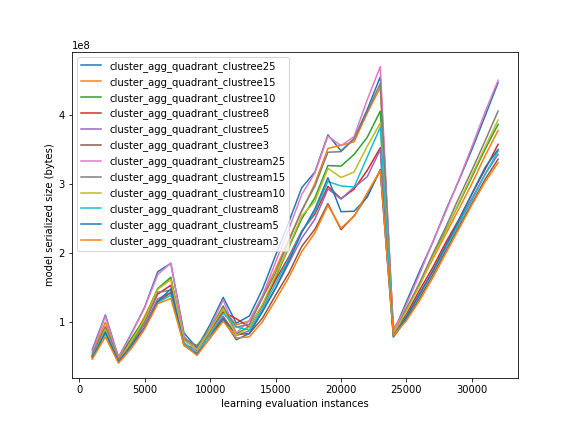 1e8
cluster_agg_quadrant_clustree25
cluster_agg_quadrant_clustree15
cluster_agg_quadrant_clustree10
cluster_agg_quadrant_clustree8
cluster_agg_quadrant_clustree5
cluster_agg_quadrant_clustree3
cluster_agg_quadrant_clustream25
cluster_agg_quadrant_clustream15
cluster_agg_quadrant_clustream10
cluster_agg_quadrant_clustream8
cluster_agg_quadrant_clustream5
cluster_agg_quadrant_clustream3
model serialized size (bytes)
4
3
2
1
0 5000 10000 15000 20000 25000 30000
learning evaluation instances